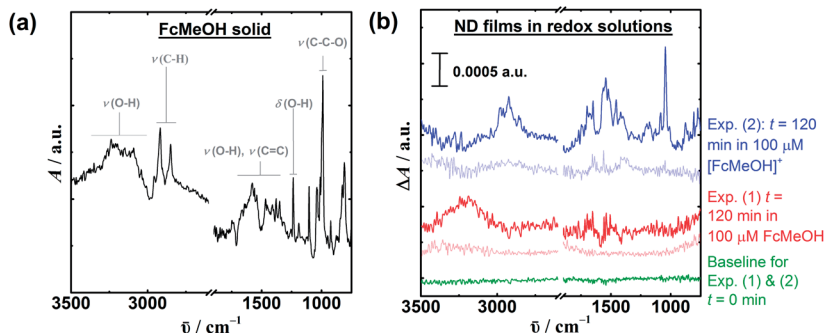 (a)
FcMeOH solid
ν(C-C-O)
ν(C-H)
ν(O-H)
δ(O-H)
ν(O-H), ν(C=C)
A / a.u.
3500
3000
1500
1000
ṽ / cm⁻¹
(b)
ND films in redox solutions
0.0005 a.u.
ΔA / a.u.
Exp. (2): t = 120
min in 100 μM
[FcMeOH]⁺
Exp. (1) t =
120 min in
100 μM FcMeOH
Baseline for
Exp. (1) & (2)
t = 0 min
3500
3000
1500
1000
ṽ / cm⁻¹